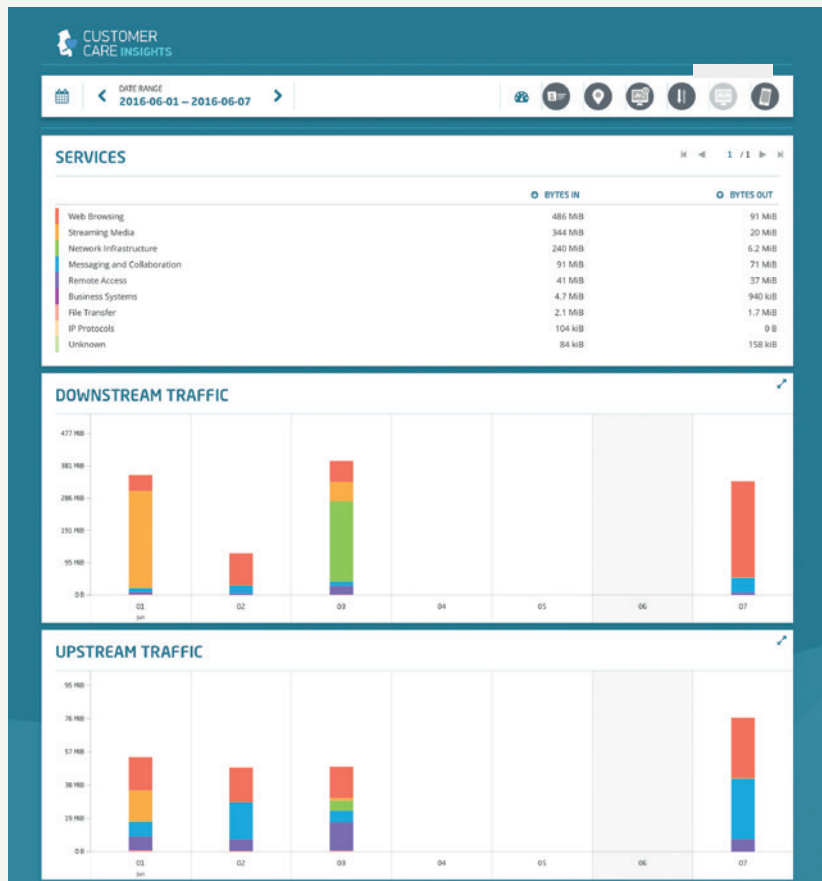 CUSTOMER
CARE INSIGHTS
DATE RANGE
2016-06-01 – 2016-06-07
SERVICES
1 / 1
BYTES IN BYTES OUT
Web Browsing 486 MiB 91 MiB
Streaming Media 344 MiB 20 MiB
Network Infrastructure 240 MiB 6.2 MiB
Messaging and Collaboration 91 MiB 71 MiB
Remote Access 41 MiB 37 MiB
Business Systems 4.7 MiB 940 kiB
File Transfer 2.1 MiB 1.7 MiB
IP Protocols 104 kiB 0 B
Unknown 84 kiB 158 kiB
DOWNSTREAM TRAFFIC
477 MiB
381 MiB
286 MiB
191 MiB
95 MiB
0 B
01 02 03 04 05 06 07
Jun
UPSTREAM TRAFFIC
95 MiB
76 MiB
57 MiB
38 MiB
19 MiB
0 B
01 02 03 04 05 06 07
Jun